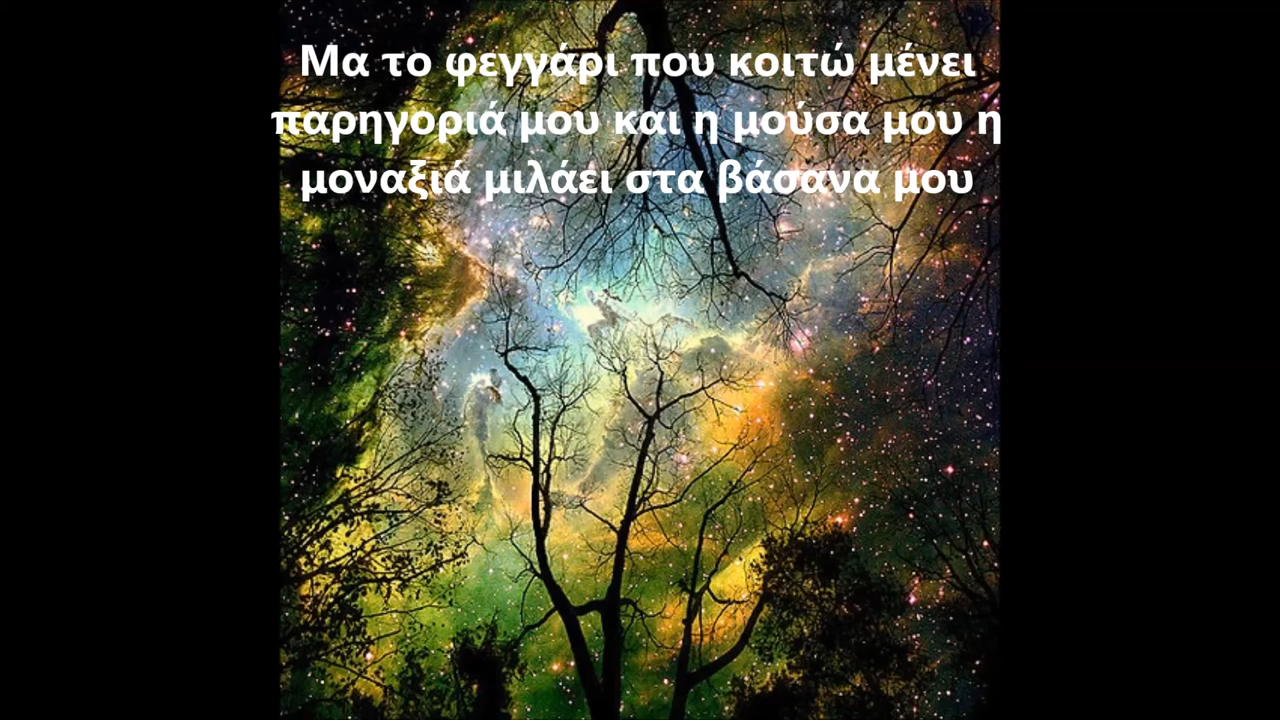 Μα το φεγγάρι που κοιτώ μένει
παρηγοριά μου και η μούσα μου η
μοναξιά μιλάει στα βάσανα μου